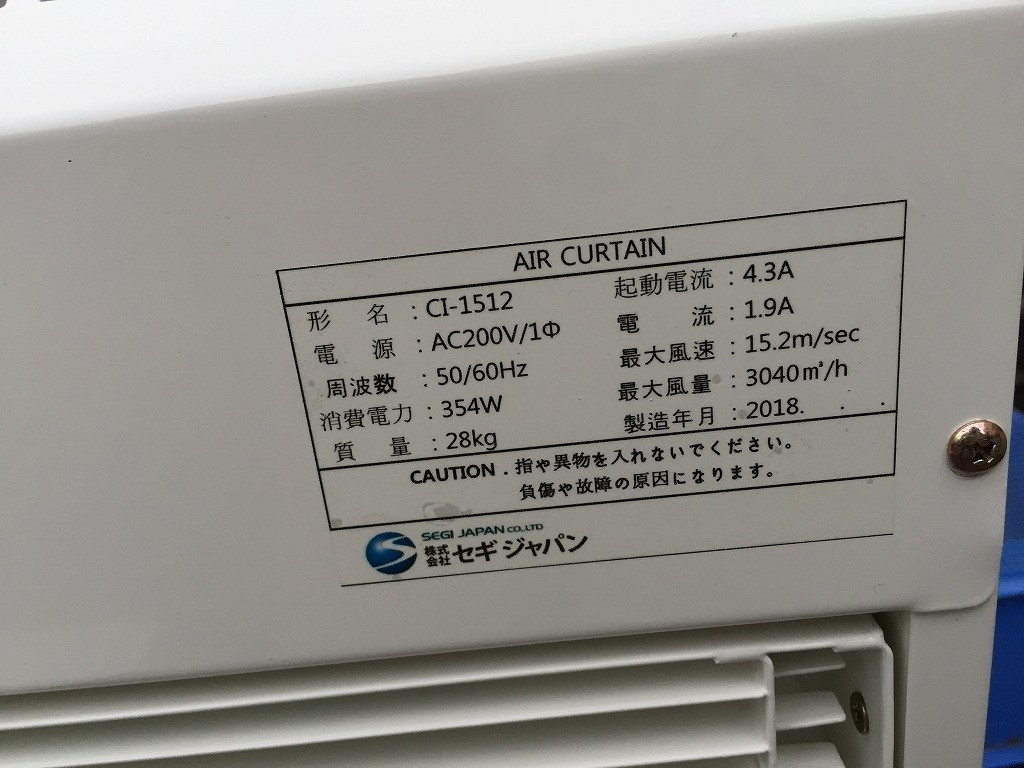 AIR CURTAIN
形 名 : CI-1512
電 源 : AC200V/1Φ
周波数 : 50/60Hz
消費電力 : 354W
質 量 : 28kg
起動電流 : 4.3A
電 流 : 1.9A
最大風速 : 15.2m/sec
最大風量 : 3040㎥/h
製造年月 : 2018. . .
CAUTION . 指や異物を入れないでください。
負傷や故障の原因になります。
SEGI JAPAN CO.,LTD
株式会社 セギジャパン